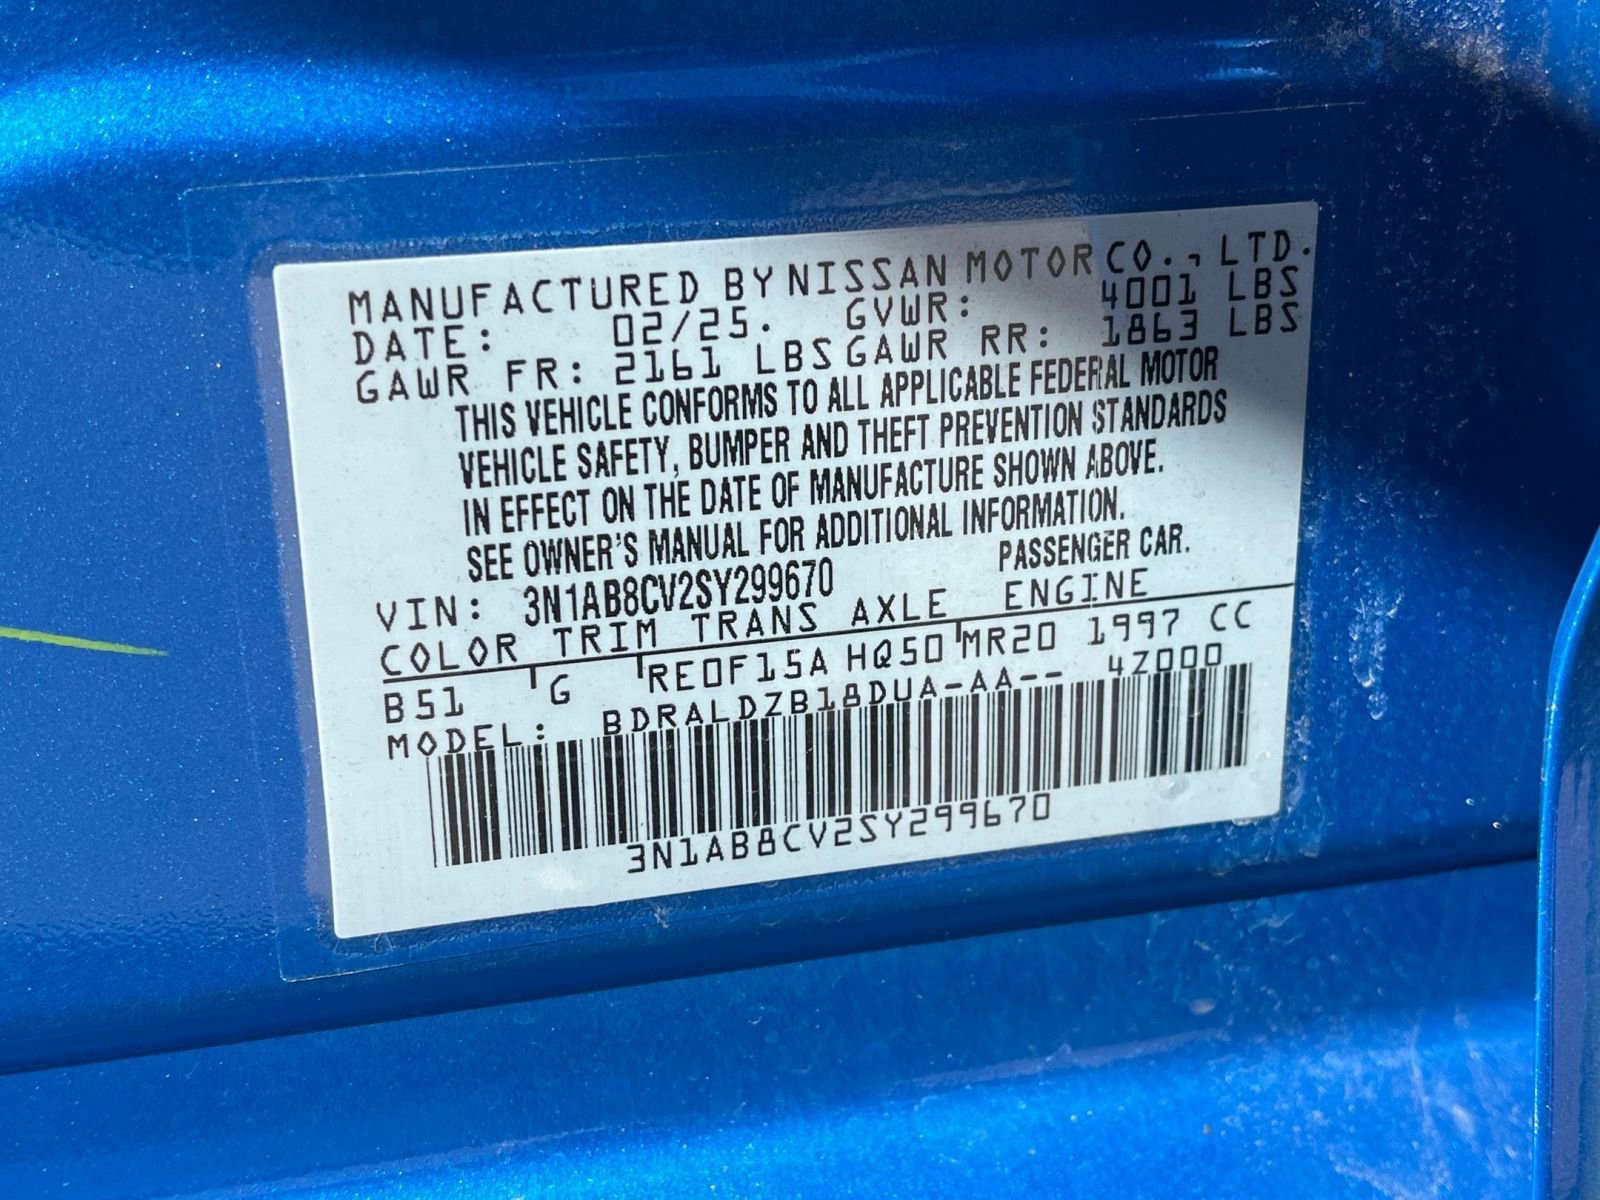 MANUFACTURED BY NISSAN MOTOR CO., LTD.
DATE: 02/25. GVWR: 4001 LBS
GAWR FR: 2161 LBS GAWR RR: 1863 LBS
THIS VEHICLE CONFORMS TO ALL APPLICABLE FEDERAL MOTOR
VEHICLE SAFETY, BUMPER AND THEFT PREVENTION STANDARDS
IN EFFECT ON THE DATE OF MANUFACTURE SHOWN ABOVE.
SEE OWNER'S MANUAL FOR ADDITIONAL INFORMATION.
VIN: 3N1AB8CV2SY299670 PASSENGER CAR.
COLOR TRIM TRANS AXLE ENGINE
B51 G RE0F15A HQ50 MR20 1997 CC
MODEL: BDRALDZB18DUA-AA-- 4Z000
3N1AB8CV2SY299670